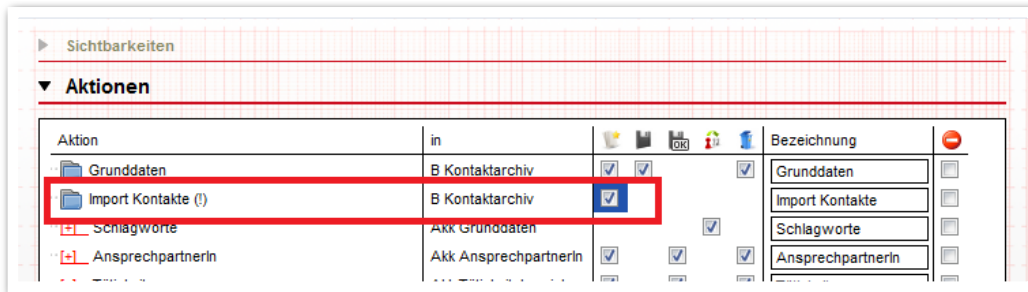 Sichtbarkeiten
Aktionen
Aktion in OK Bezeichnung
Grunddaten B Kontaktarchiv Grunddaten
Import Kontakte (!) B Kontaktarchiv Import Kontakte
[+] Schlagworte Akk Grunddaten Schlagworte
[+] AnsprechpartnerIn Akk AnsprechpartnerIn AnsprechpartnerIn